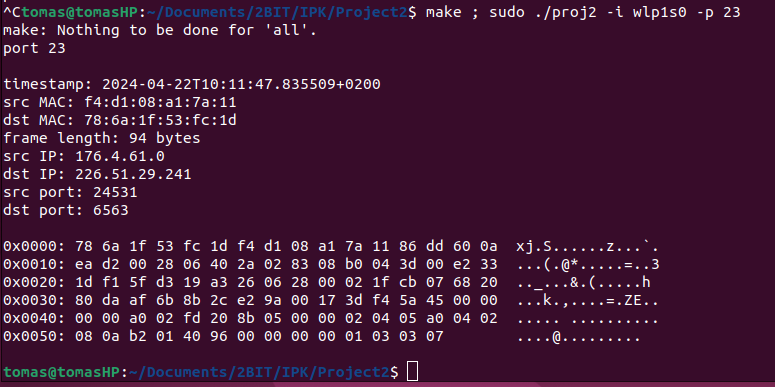 ^Ctomas@tomasHP:~/Documents/2BIT/IPK/Project2$ make ; sudo ./proj2 -i wlp1s0 -p 23
make: Nothing to be done for 'all'.
port 23
timestamp: 2024-04-22T10:11:47.835509+0200
src MAC: f4:d1:08:a1:7a:11
dst MAC: 78:6a:1f:53:fc:1d
frame length: 94 bytes
src IP: 176.4.61.0
dst IP: 226.51.29.241
src port: 24531
dst port: 6563
0x0000: 78 6a 1f 53 fc 1d f4 d1 08 a1 7a 11 86 dd 60 0a  xj.S......z...`.
0x0010: ea d2 00 28 06 40 2a 02 83 08 b0 04 3d 00 e2 33  ...(.@*.....=..3
0x0020: 1d f1 5f d3 19 a3 26 06 28 00 02 1f cb 07 68 20  .._...&.(.....h
0x0030: 80 da af 6b 8b 2c e2 9a 00 17 3d f4 5a 45 00 00  ...k.,....=.ZE..
0x0040: 00 00 a0 02 fd 20 8b 05 00 00 02 04 05 a0 04 02  ..... ..........
0x0050: 08 0a b2 01 40 96 00 00 00 00 01 03 03 07        ....@.........
tomas@tomasHP:~/Documents/2BIT/IPK/Project2$